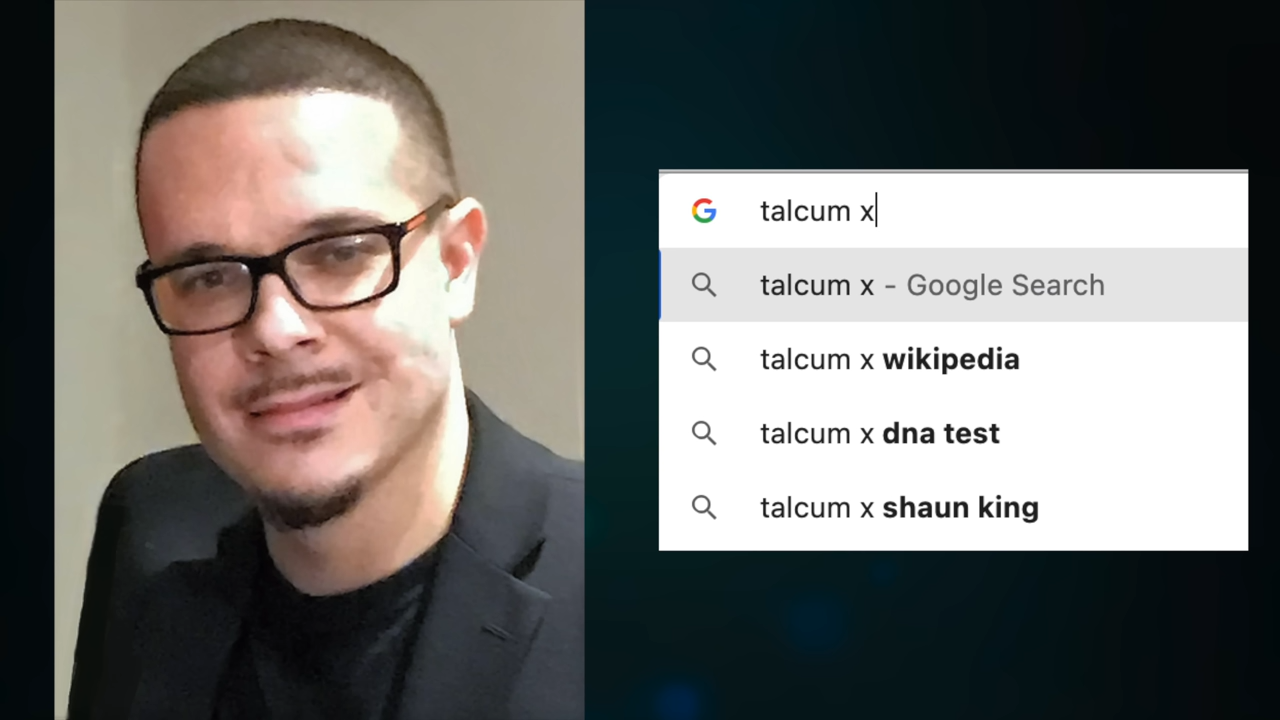 talcum x
talcum x - Google Search
talcum x wikipedia
talcum x dna test
talcum x shaun king